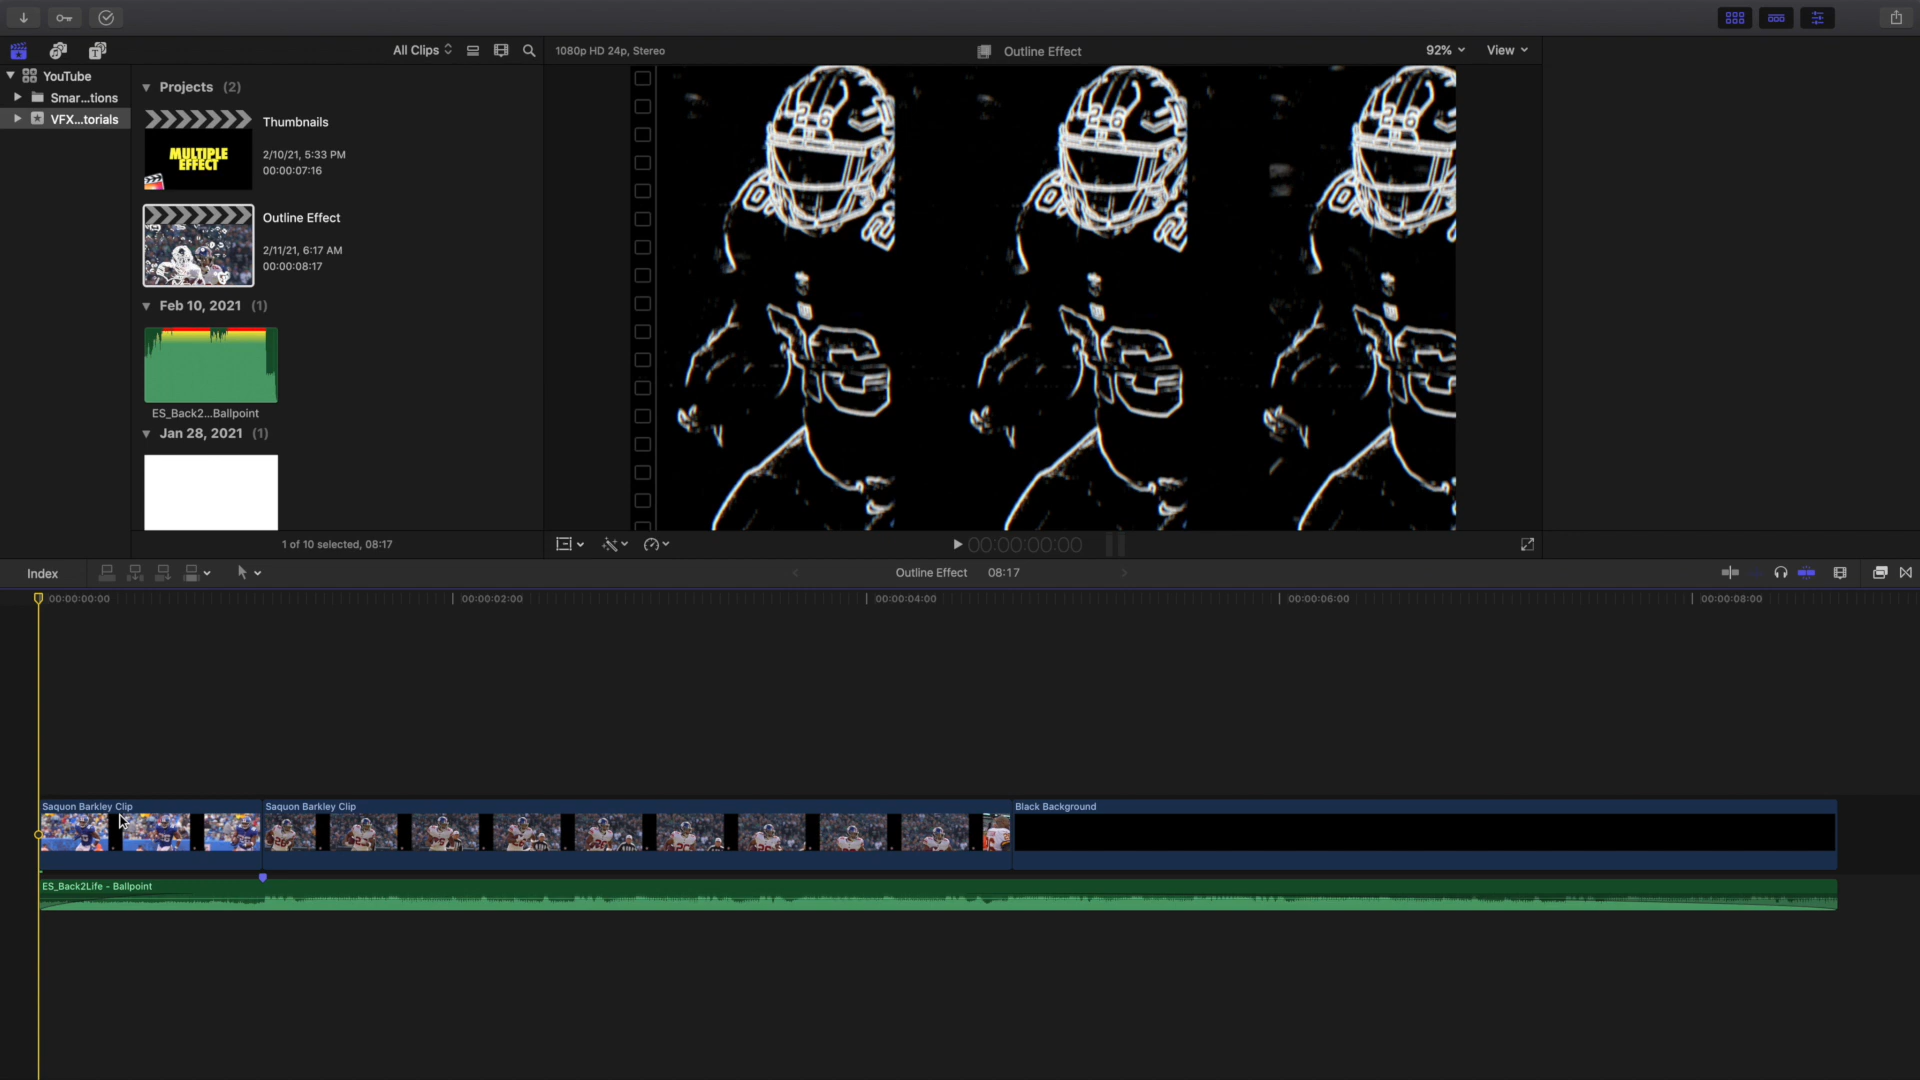 All Clips
1080p HD 24p, Stereo
Outline Effect
92%
View
YouTube
Smar...tions
VFX...torials
Projects (2)
Thumbnails
2/10/21, 5:33 PM
00:00:07:16
MULTIPLE
EFFECT
Outline Effect
2/11/21, 6:17 AM
00:00:08:17
Feb 10, 2021 (1)
ES_Back2...Ballpoint
Jan 28, 2021 (1)
1 of 10 selected, 08:17
26
26
00:00:00:00
Index
Outline Effect 08:17
00:00:00:00
00:00:02:00
00:00:04:00
00:00:06:00
00:00:08:00
Saquon Barkley Clip
Saquon Barkley Clip
Black Background
ES_Back2Life - Ballpoint